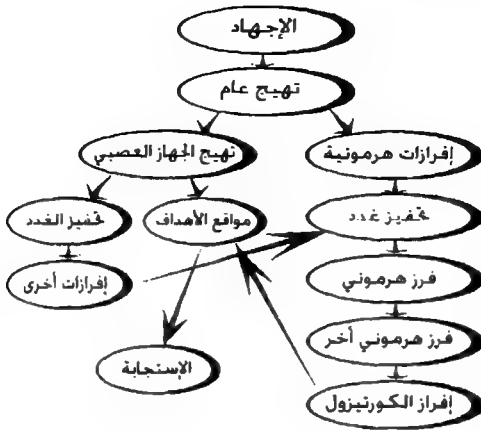 الإجهاد
تهيج عام
تهيج الجهاز العصبي
إفرازات هرمونية
تحفيز الغدد
مواقع الأهداف
تحفيز غدد
إفرازات أخرى
فرز هرموني
فرز هرموني أخر
الإستجابة
إفراز الكورتيزول